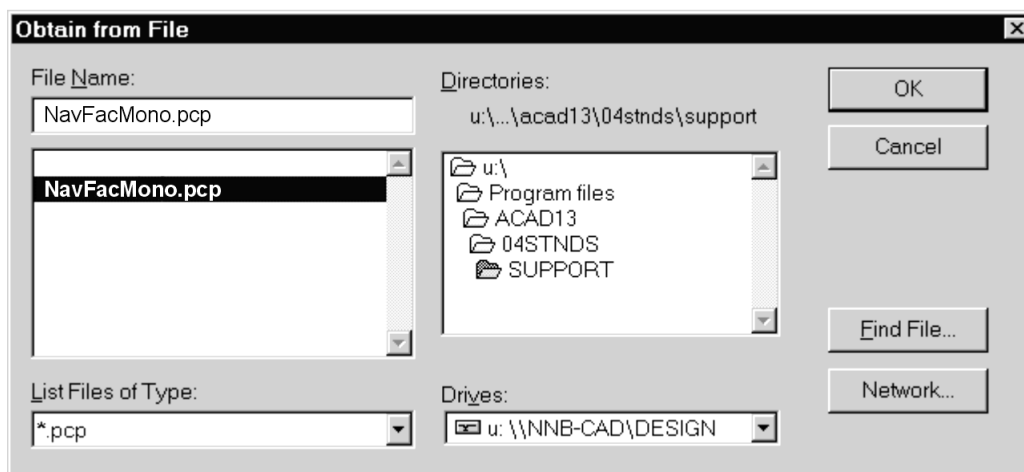 Obtain from File
File Name:
NavFacMono.pcp
NavFacMono.pcp
List Files of Type:
*.pcp
Directories:
u:\...\acad13\04stnds\support
u:\
Program files
ACAD13
04STNDS
SUPPORT
Drives:
u: \\NNB-CAD\DESIGN
OK
Cancel
Find File...
Network...